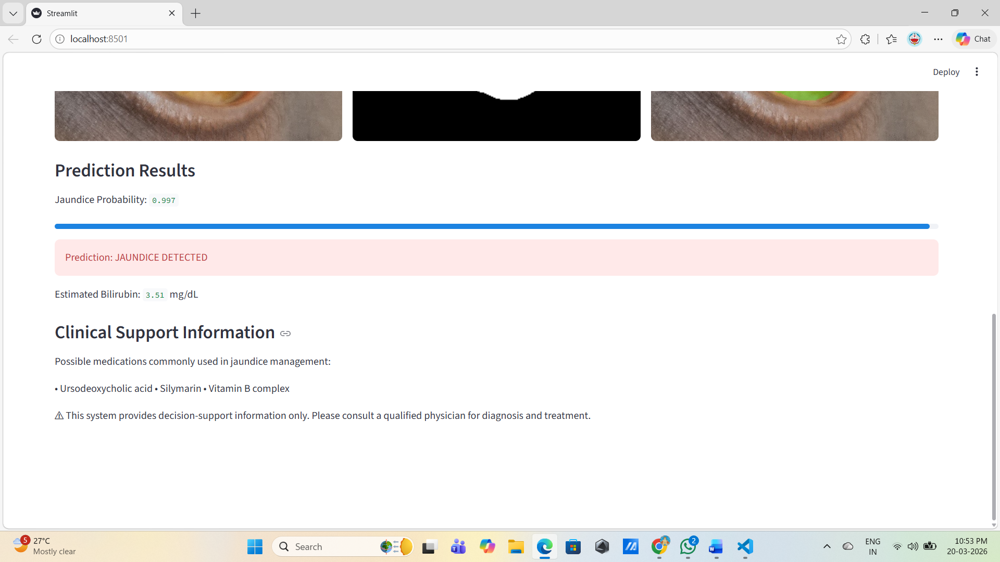 Streamlit
localhost:8501
Chat
Deploy
Prediction Results
Jaundice Probability: 0.997
Prediction: JAUNDICE DETECTED
Estimated Bilirubin: 3.51 mg/dL
Clinical Support Information
Possible medications commonly used in jaundice management:
• Ursodeoxycholic acid • Silymarin • Vitamin B complex
⚠ This system provides decision-support information only. Please consult a qualified physician for diagnosis and treatment.
5
27°C
Mostly clear
Search
T
2
W
ENG
IN
10:53 PM
20-03-2026